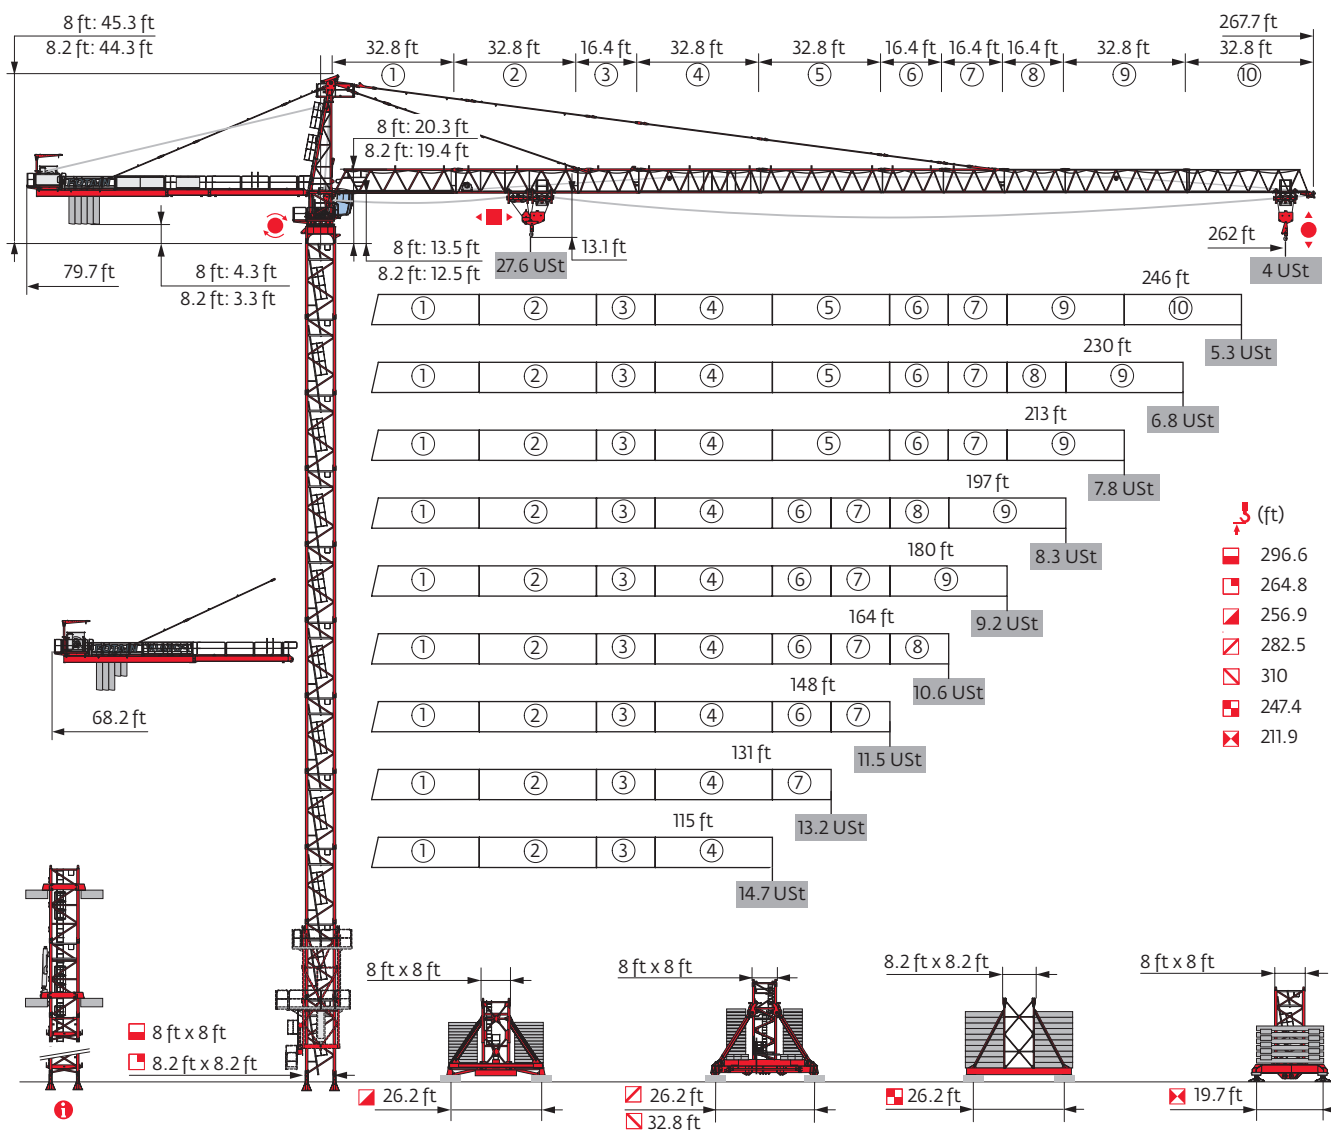 8 ft: 45.3 ft
8.2 ft: 44.3 ft
267.7 ft
32.8 ft 32.8 ft 16.4 ft 32.8 ft 32.8 ft 16.4 ft 16.4 ft 16.4 ft 32.8 ft 32.8 ft
① ② ③ ④ ⑤ ⑥ ⑦ ⑧ ⑨ ⑩
8 ft: 20.3 ft
8.2 ft: 19.4 ft
79.7 ft
8 ft: 4.3 ft
8.2 ft: 3.3 ft
8 ft: 13.5 ft
8.2 ft: 12.5 ft
27.6 USt
13.1 ft
262 ft
4 USt
246 ft
① ② ③ ④ ⑤ ⑥ ⑦ ⑨ ⑩
5.3 USt
230 ft
① ② ③ ④ ⑤ ⑥ ⑦ ⑧ ⑨
6.8 USt
213 ft
① ② ③ ④ ⑤ ⑥ ⑦ ⑨
7.8 USt
197 ft
① ② ③ ④ ⑥ ⑦ ⑧ ⑨
8.3 USt
180 ft
① ② ③ ④ ⑥ ⑦ ⑨
9.2 USt
164 ft
① ② ③ ④ ⑥ ⑦ ⑧
10.6 USt
148 ft
① ② ③ ④ ⑥ ⑦
11.5 USt
131 ft
① ② ③ ④ ⑦
13.2 USt
115 ft
① ② ③ ④
14.7 USt
(ft)
296.6
264.8
256.9
282.5
310
247.4
211.9
68.2 ft
8 ft x 8 ft
8.2 ft x 8.2 ft
i
8 ft x 8 ft
26.2 ft
8 ft x 8 ft
26.2 ft
32.8 ft
8.2 ft x 8.2 ft
26.2 ft
8 ft x 8 ft
19.7 ft